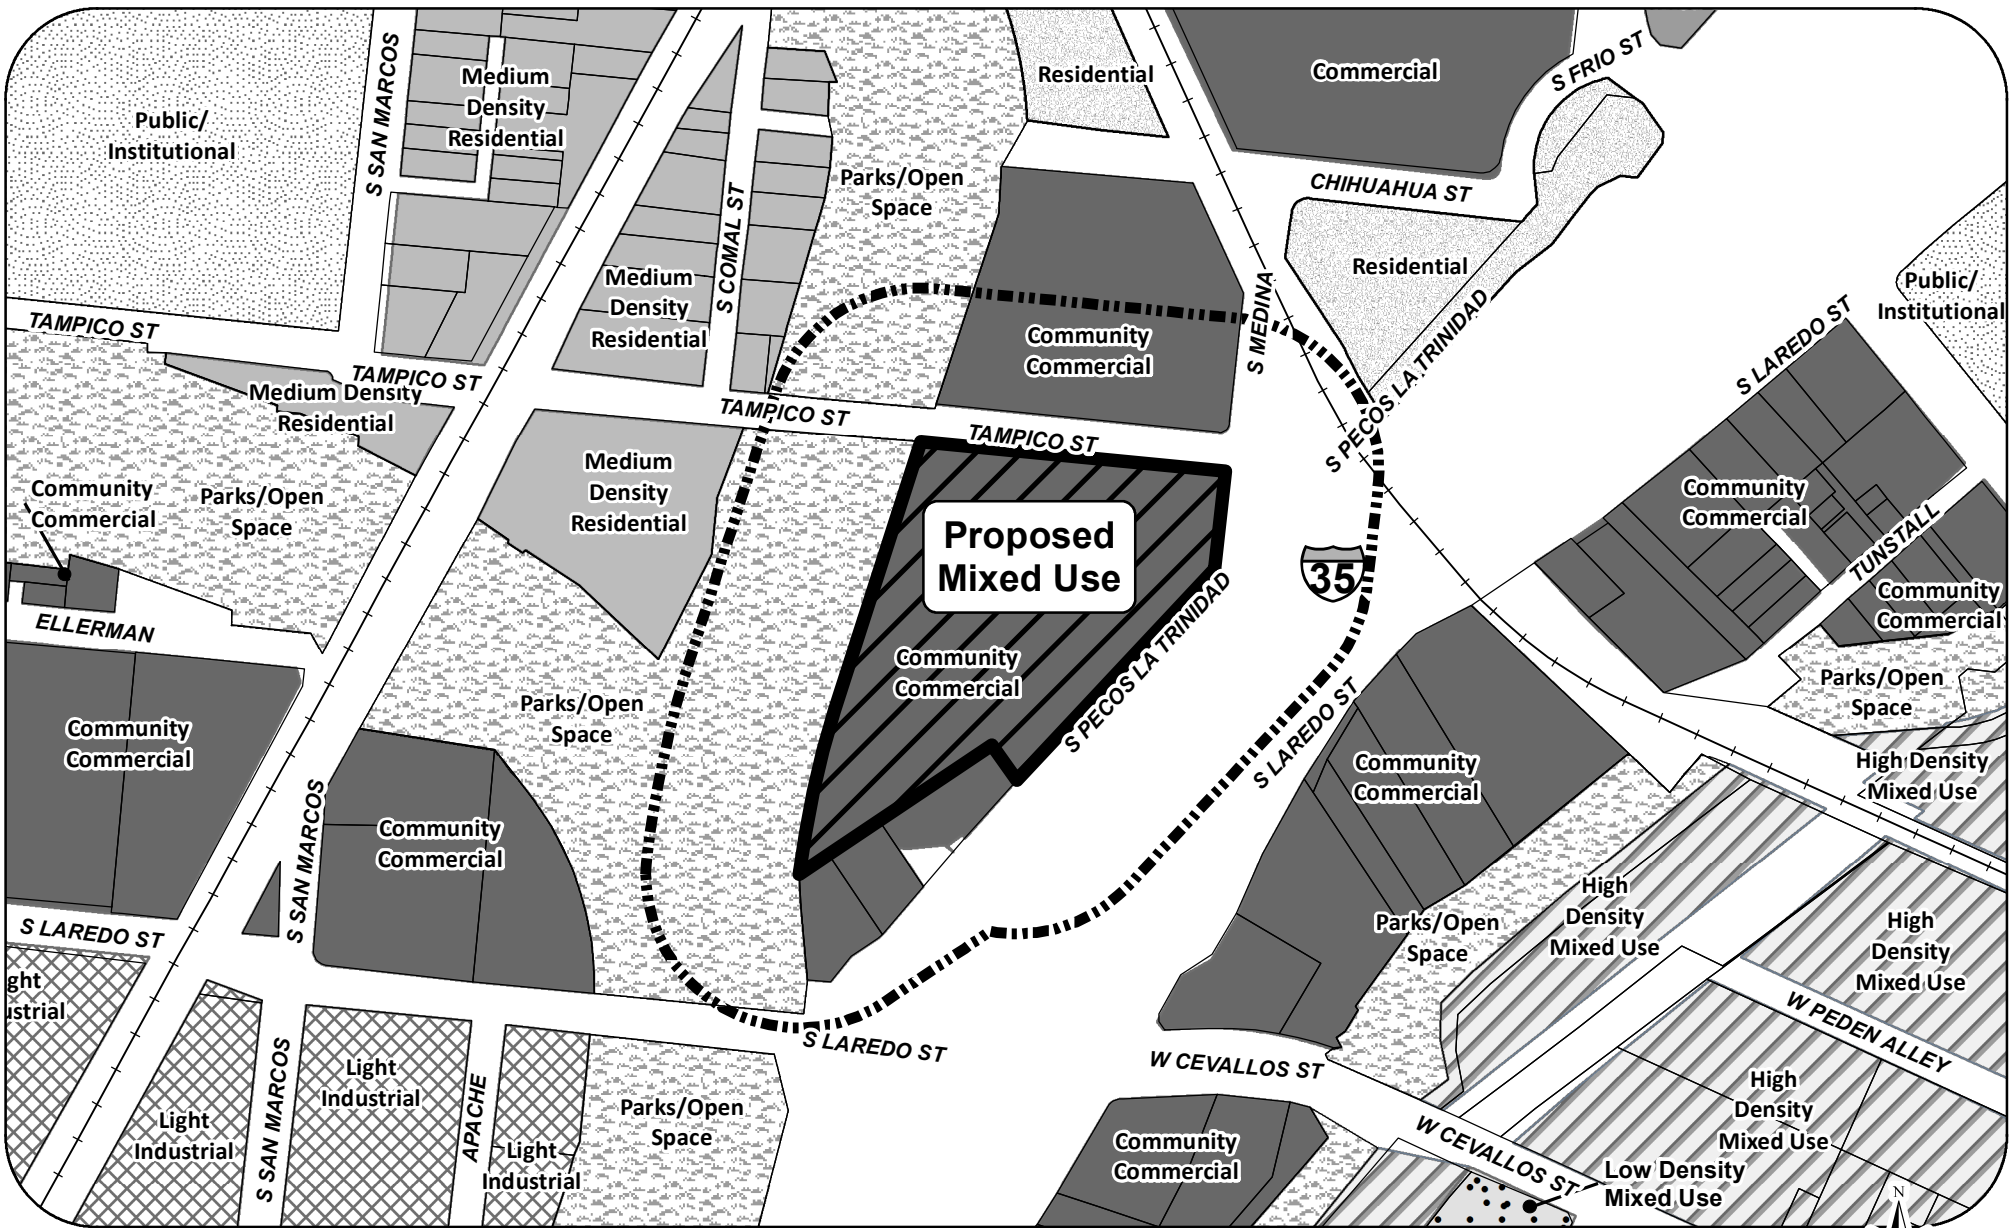 S SAN MARCOS
Medium
Density
Residential
Residential
Commercial
S FRIO ST
Public/
Institutional
Parks/Open
Space
CHIHUAHUA ST
S COMAL ST
Medium
Density
Residential
Residential
S MEDINA
Public/
Institutional
TAMPICO ST
Community
Commercial
S PECOS LA TRINIDAD
S LAREDO ST
TAMPICO ST
Medium Density
Residential
TAMPICO ST
TAMPICO ST
Medium
Density
Residential
Community
Commercial
Parks/Open
Space
Proposed
Mixed Use
35
Community
Commercial
TUNSTALL
Community
Commercial
ELLERMAN
Community
Commercial
S PECOS LA TRINIDAD
Parks/Open
Space
Parks/Open
Space
Community
Commercial
S LAREDO ST
Community
Commercial
High Density
Mixed Use
S SAN MARCOS
Community
Commercial
High
Density
Mixed Use
Parks/Open
Space
High
Density
Mixed Use
S LAREDO ST
ght
ustrial
S LAREDO ST
W CEVALLOS ST
W PEDEN ALLEY
Light
Industrial
S SAN MARCOS
Light
Industrial
APACHE
Light
Industrial
Parks/Open
Space
Community
Commercial
W CEVALLOS ST
High
Density
Mixed Use
Low Density
Mixed Use
N